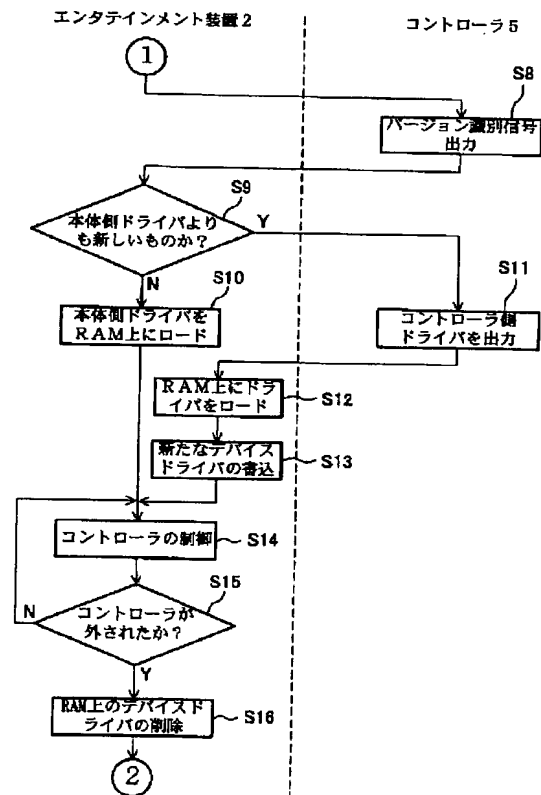 エンタテインメント装置2
コントローラ5
1
S8
バージョン識別信号
出力
S9
本体側ドライバより
も新しいものか？
Y
N
S10
本体側ドライバを
RAM上にロード
S11
コントローラ側
ドライバを出力
RAM上にドラ
イバをロード
S12
新たなデバイス
ドライバの書込
S13
コントローラの制御
S14
S15
コントローラが
外されたか？
N
Y
RAM上のデバイスド
ライバの削除
S16
2